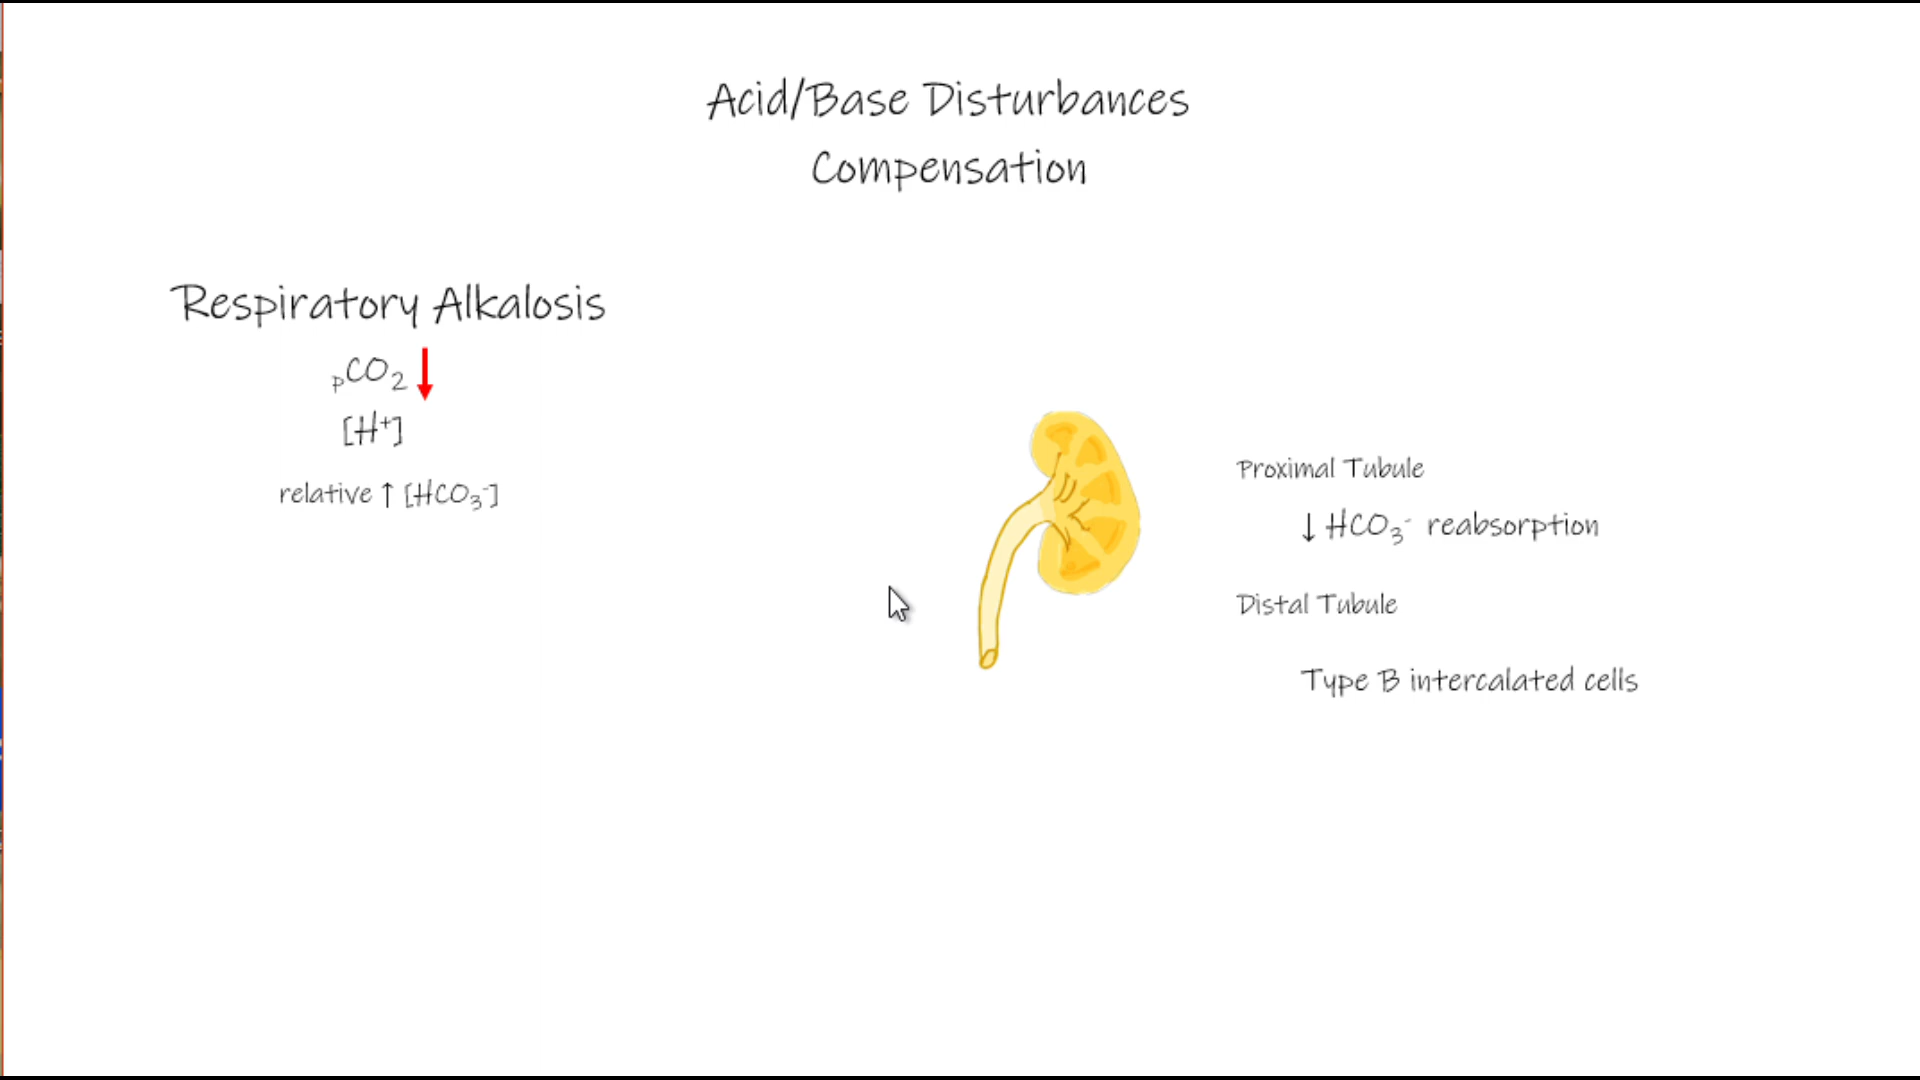 Acid/Base Disturbances
Compensation
Respiratory Alkalosis
pCO₂ ↓
[H⁺]
relative ↑ [HCO₃⁻]
Proximal Tubule
↓ HCO₃⁻ reabsorption
Distal Tubule
Type B intercalated cells